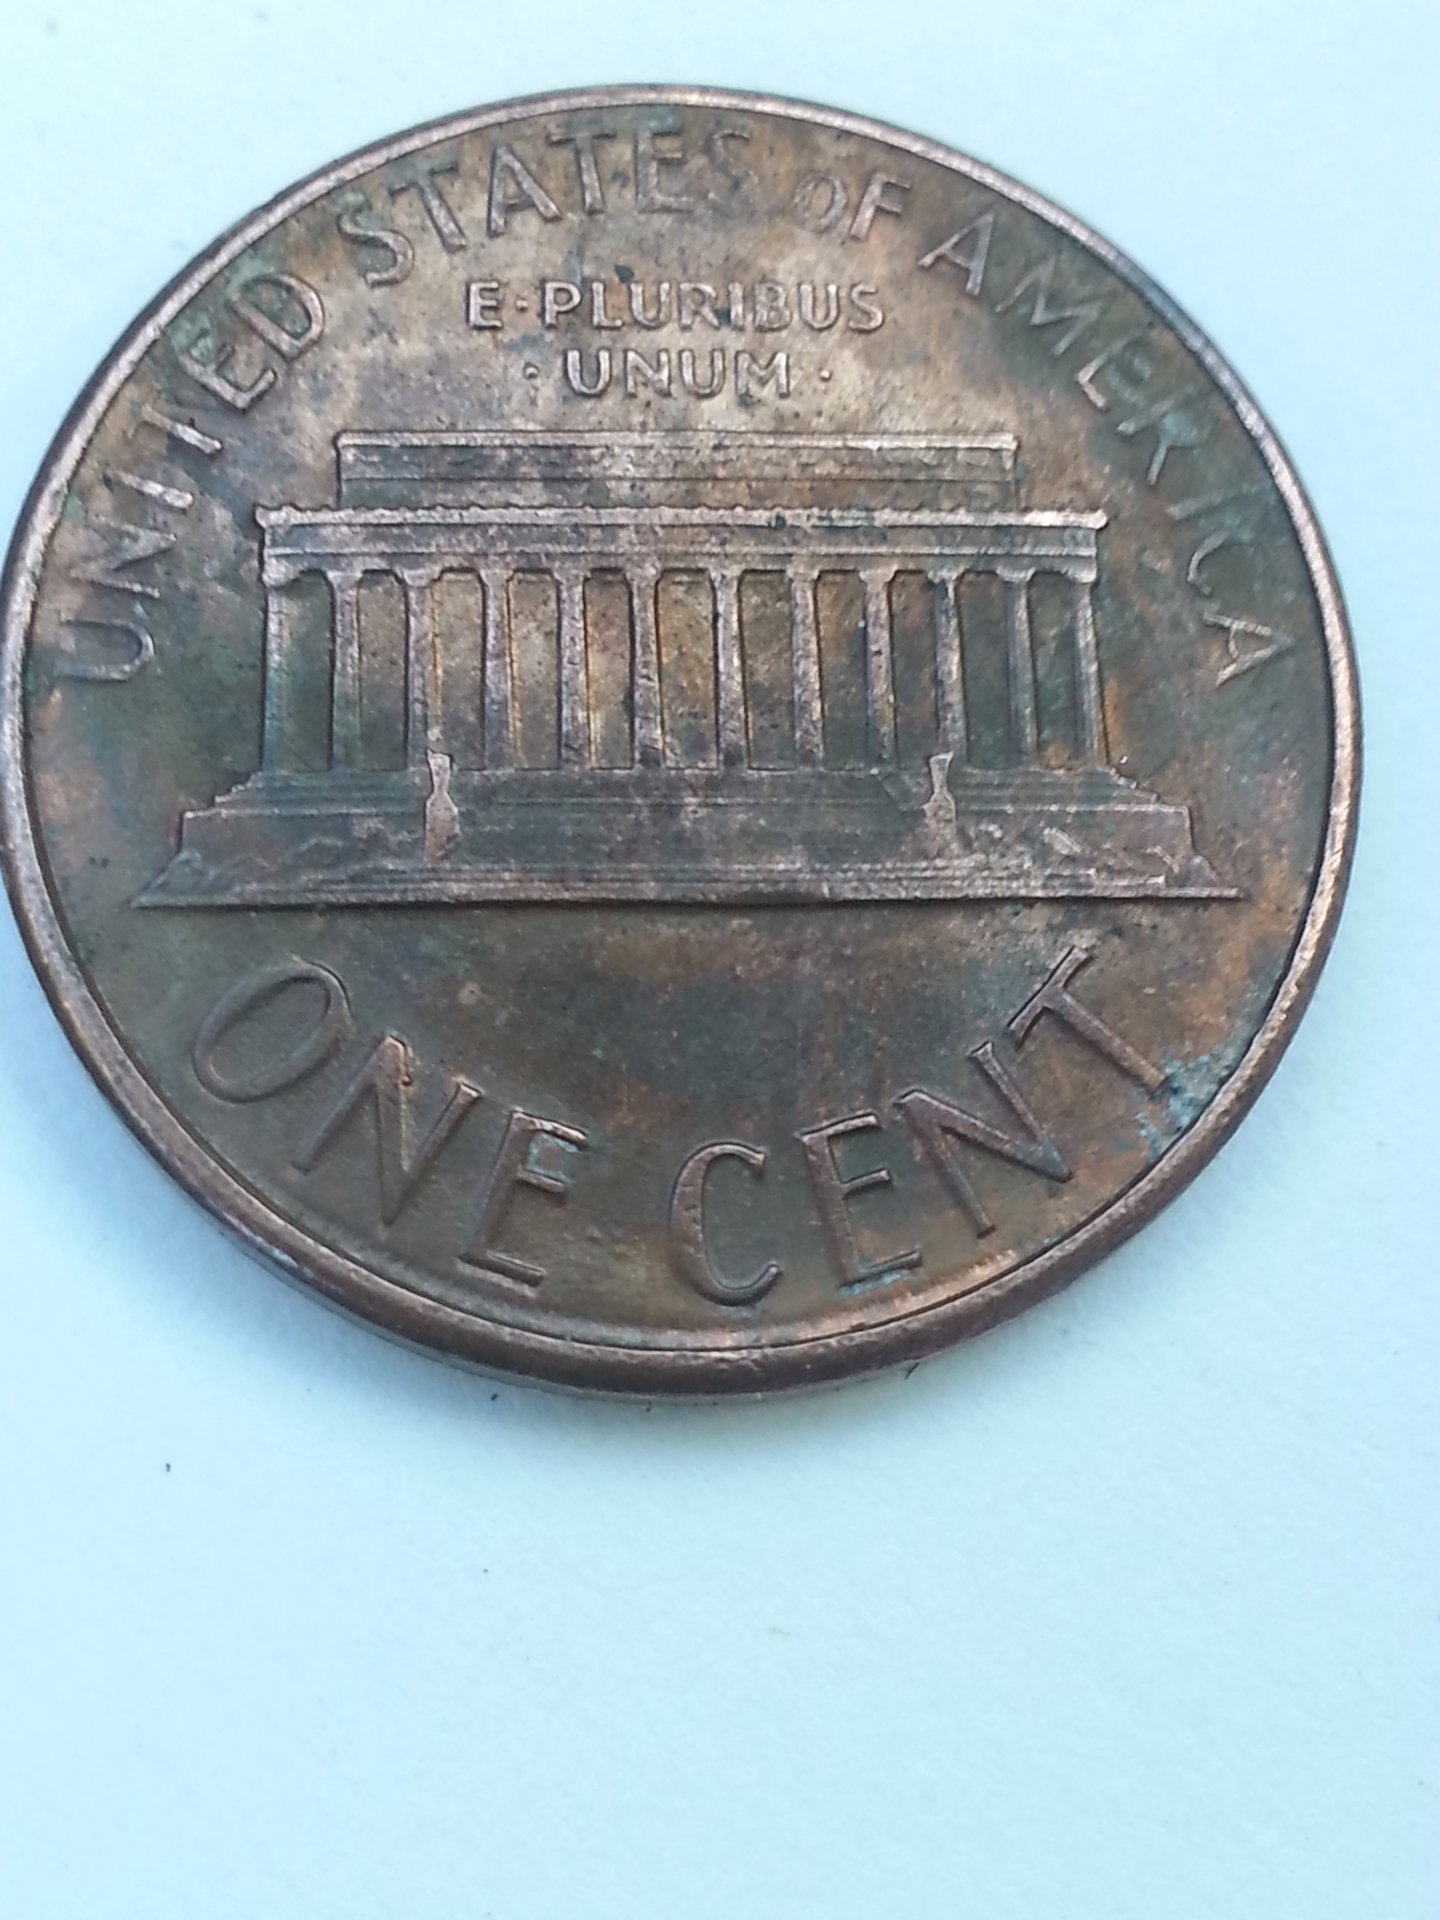 UNITED STATES OF AMERICA
E·PLURIBUS
·UNUM·
ONE CENT